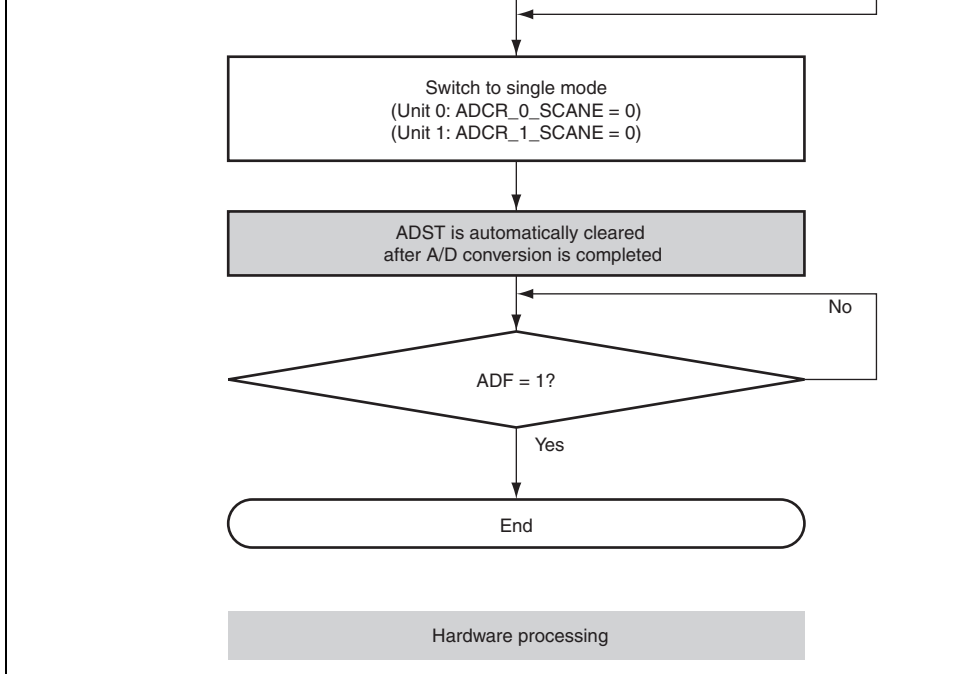 Switch to single mode
(Unit 0: ADCR_0_SCANE = 0)
(Unit 1: ADCR_1_SCANE = 0)
ADST is automatically cleared
after A/D conversion is completed
No
ADF = 1?
Yes
End
Hardware processing